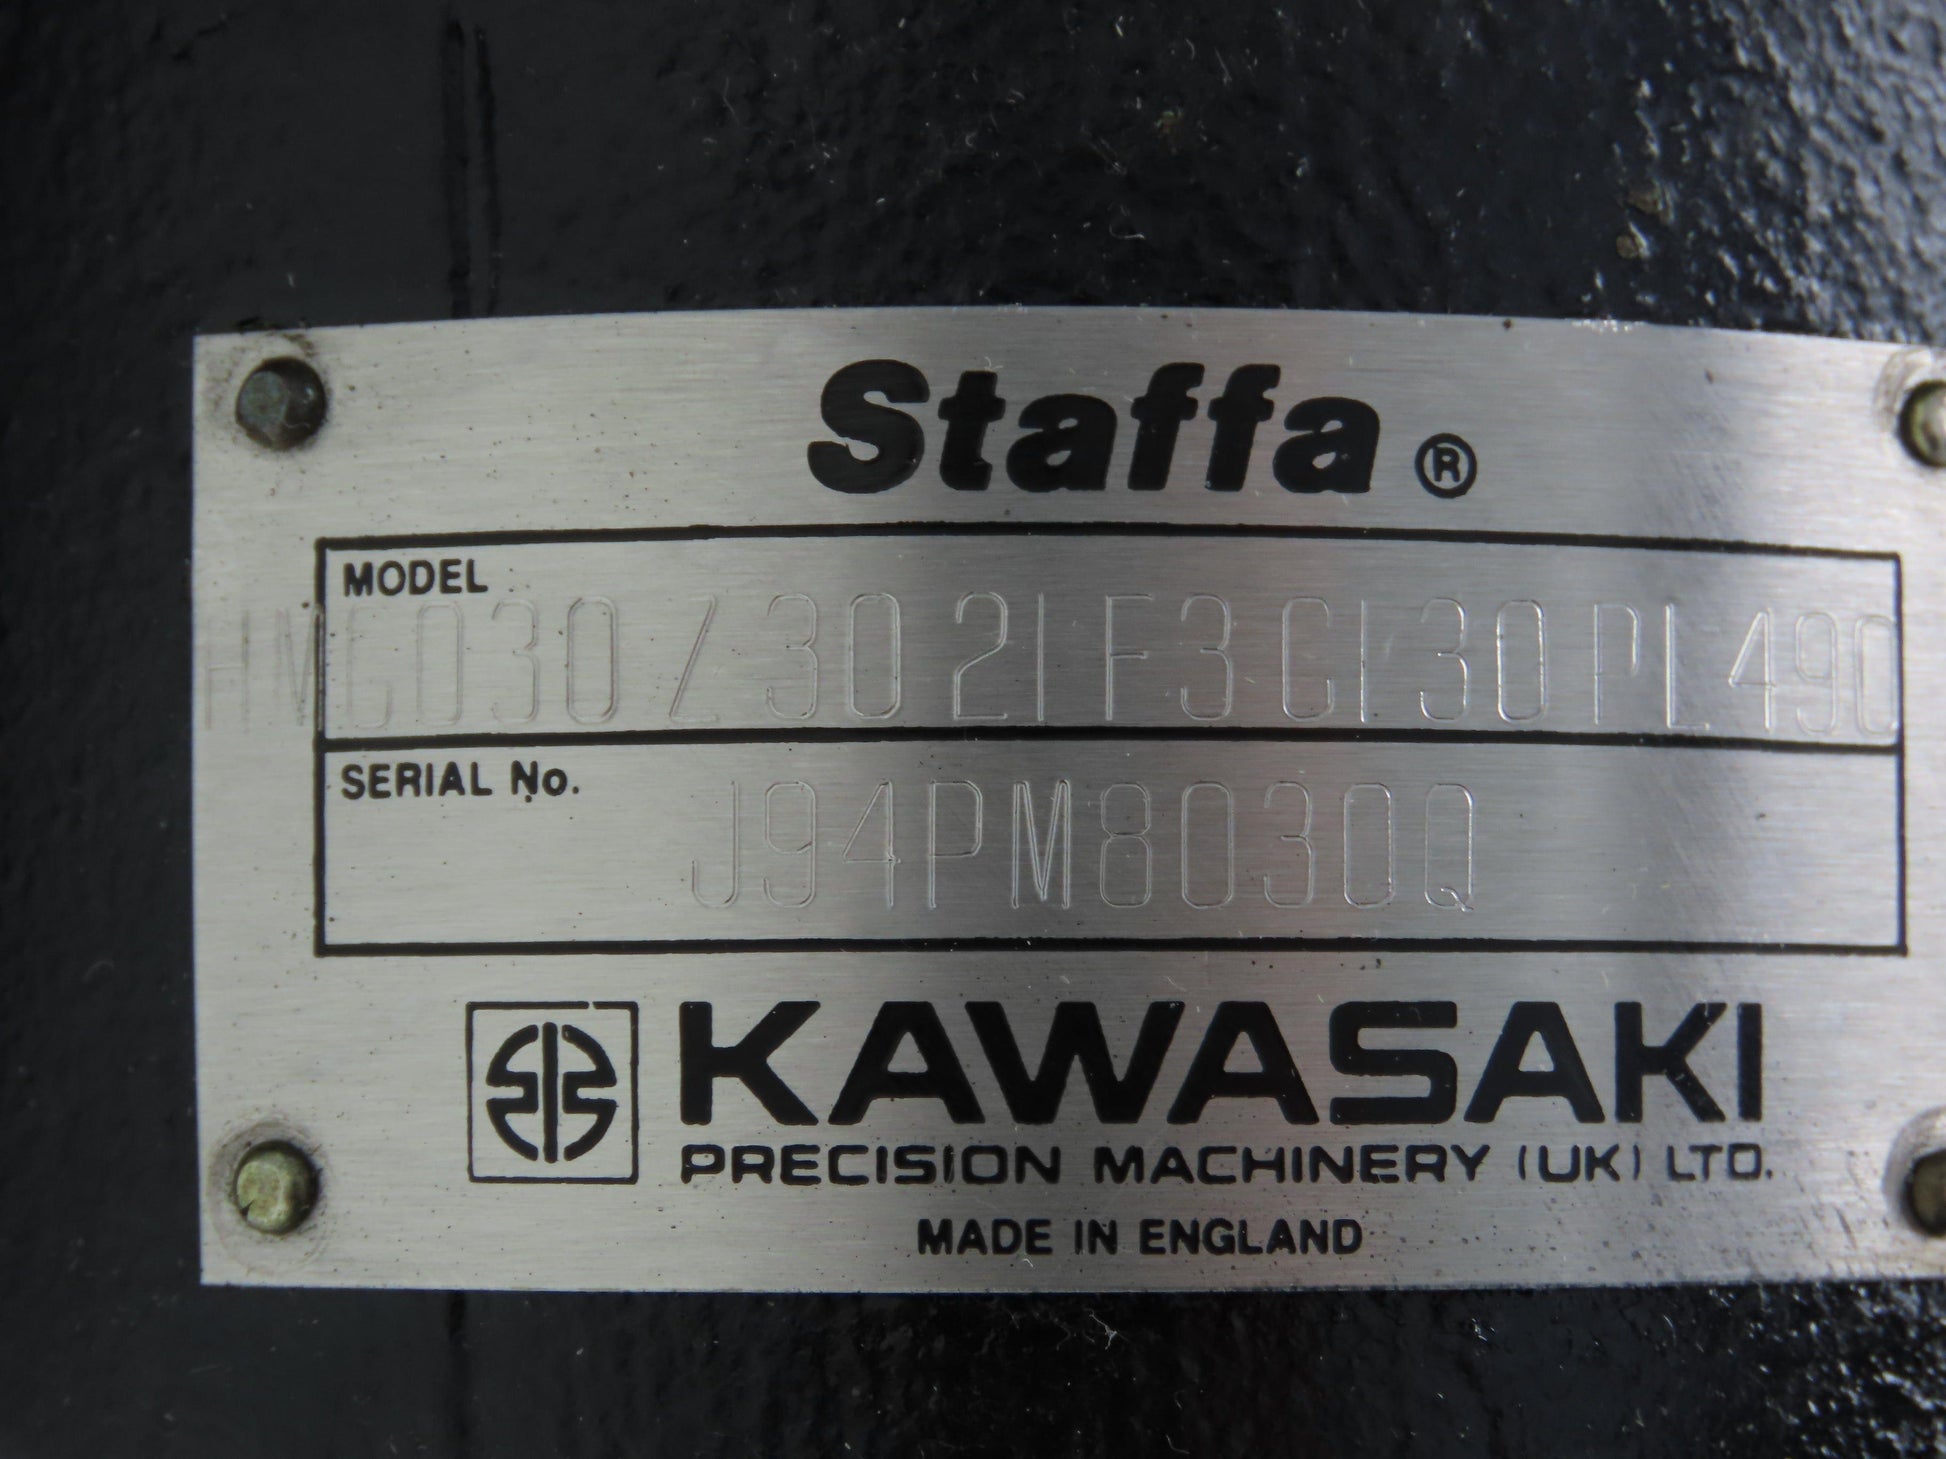 Staffa ®
MODEL
HMC030 Z 30 21 F3 CI 30 PL490
SERIAL No.
J94PM8030Q
KAWASAKI
PRECISION MACHINERY (UK) LTD.
MADE IN ENGLAND